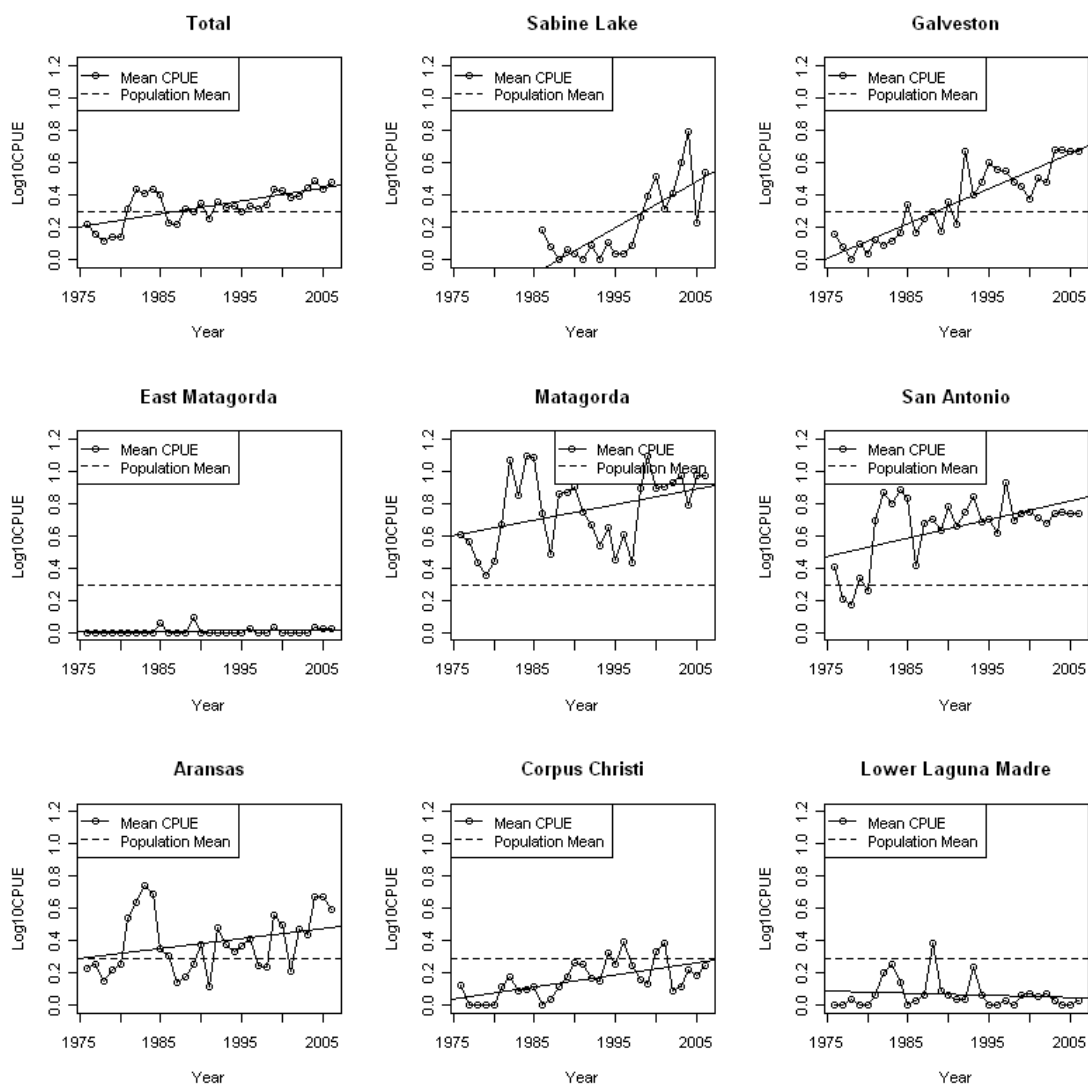 Total
Sabine Lake
Galveston
Log10CPUE
0.0 0.2 0.4 0.6 0.8 1.0 1.2
Mean CPUE
Population Mean
1975 1985 1995 2005
Year
Log10CPUE
0.0 0.2 0.4 0.6 0.8 1.0 1.2
Mean CPUE
Population Mean
1975 1985 1995 2005
Year
Log10CPUE
0.0 0.2 0.4 0.6 0.8 1.0 1.2
Mean CPUE
Population Mean
1975 1985 1995 2005
Year
East Matagorda
Matagorda
San Antonio
Log10CPUE
0.0 0.2 0.4 0.6 0.8 1.0 1.2
Mean CPUE
Population Mean
1975 1985 1995 2005
Year
Log10CPUE
0.0 0.2 0.4 0.6 0.8 1.0 1.2
Mean CPUE
Population Mean
1975 1985 1995 2005
Year
Log10CPUE
0.0 0.2 0.4 0.6 0.8 1.0 1.2
Mean CPUE
Population Mean
1975 1985 1995 2005
Year
Aransas
Corpus Christi
Lower Laguna Madre
Log10CPUE
0.0 0.2 0.4 0.6 0.8 1.0 1.2
Mean CPUE
Population Mean
1975 1985 1995 2005
Year
Log10CPUE
0.0 0.2 0.4 0.6 0.8 1.0 1.2
Mean CPUE
Population Mean
1975 1985 1995 2005
Year
Log10CPUE
0.0 0.2 0.4 0.6 0.8 1.0 1.2
Mean CPUE
Population Mean
1975 1985 1995 2005
Year